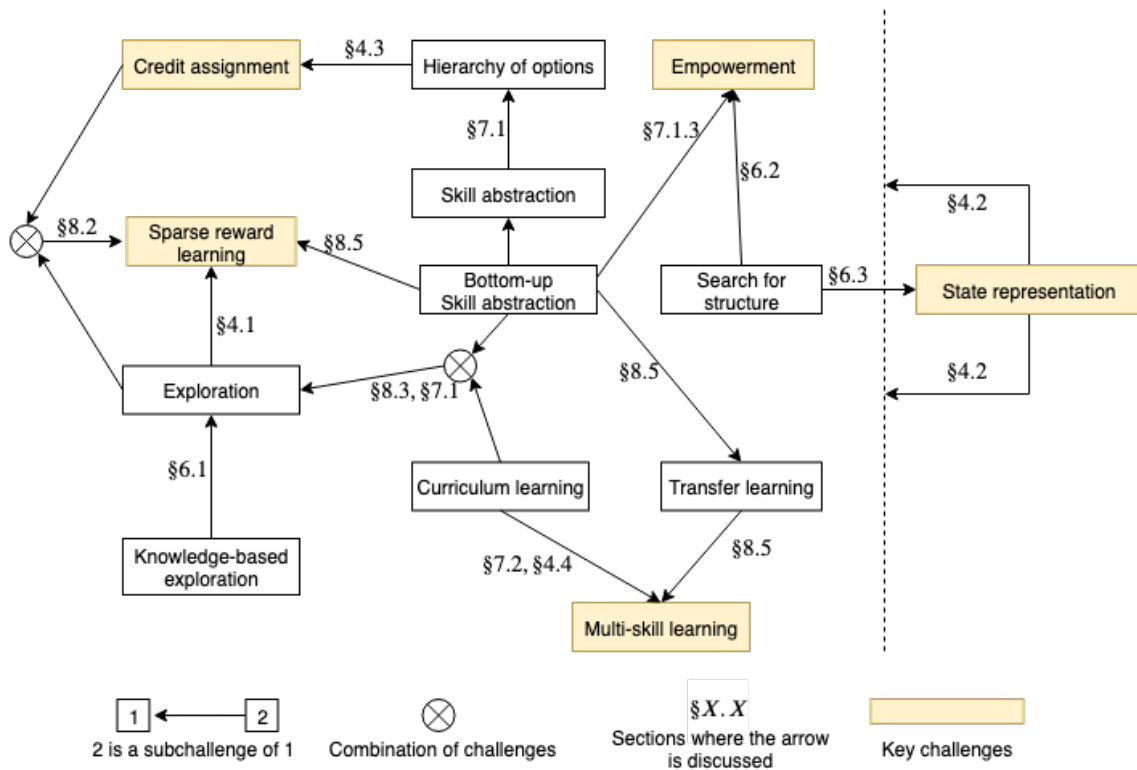 Credit assignment
§4.3
Hierarchy of options
Empowerment
§7.1
§7.1.3
§6.2
Skill abstraction
§4.2
§8.2
Sparse reward
learning
§8.5
Bottom-up
Skill abstraction
Search for
structure
§6.3
State representation
§4.1
§4.2
Exploration
§8.3, §7.1
§8.5
§6.1
Curriculum learning
Transfer learning
Knowledge-based
exploration
§7.2, §4.4
§8.5
Multi-skill learning
1
2
2 is a subchallenge of 1
Combination of challenges
§X.X
Sections where the arrow
is discussed
Key challenges